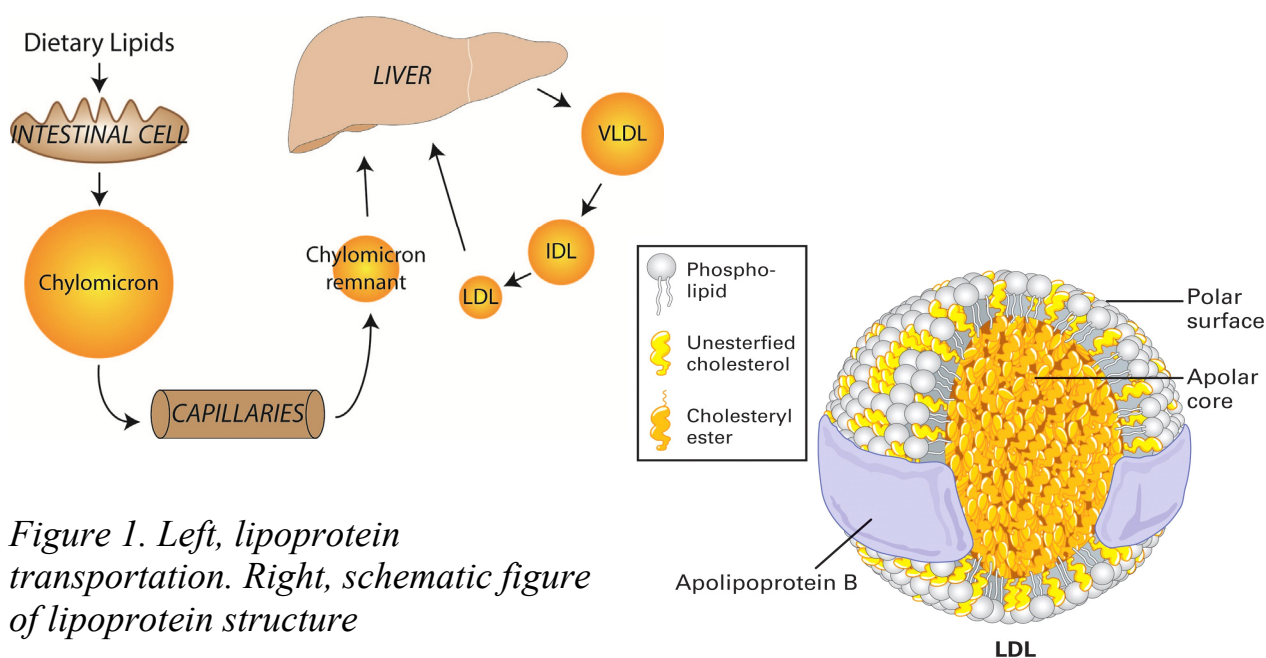 Dietary Lipids
INTESTINAL CELL
Chylomicron
CAPILLARIES
Chylomicron
remnant
LIVER
VLDL
IDL
LDL
Phospho-
lipid
Unesterfied
cholesterol
Cholesteryl
ester
Polar
surface
Apolar
core
Apolipoprotein B
LDL
Figure 1. Left, lipoprotein
transportation. Right, schematic figure
of lipoprotein structure